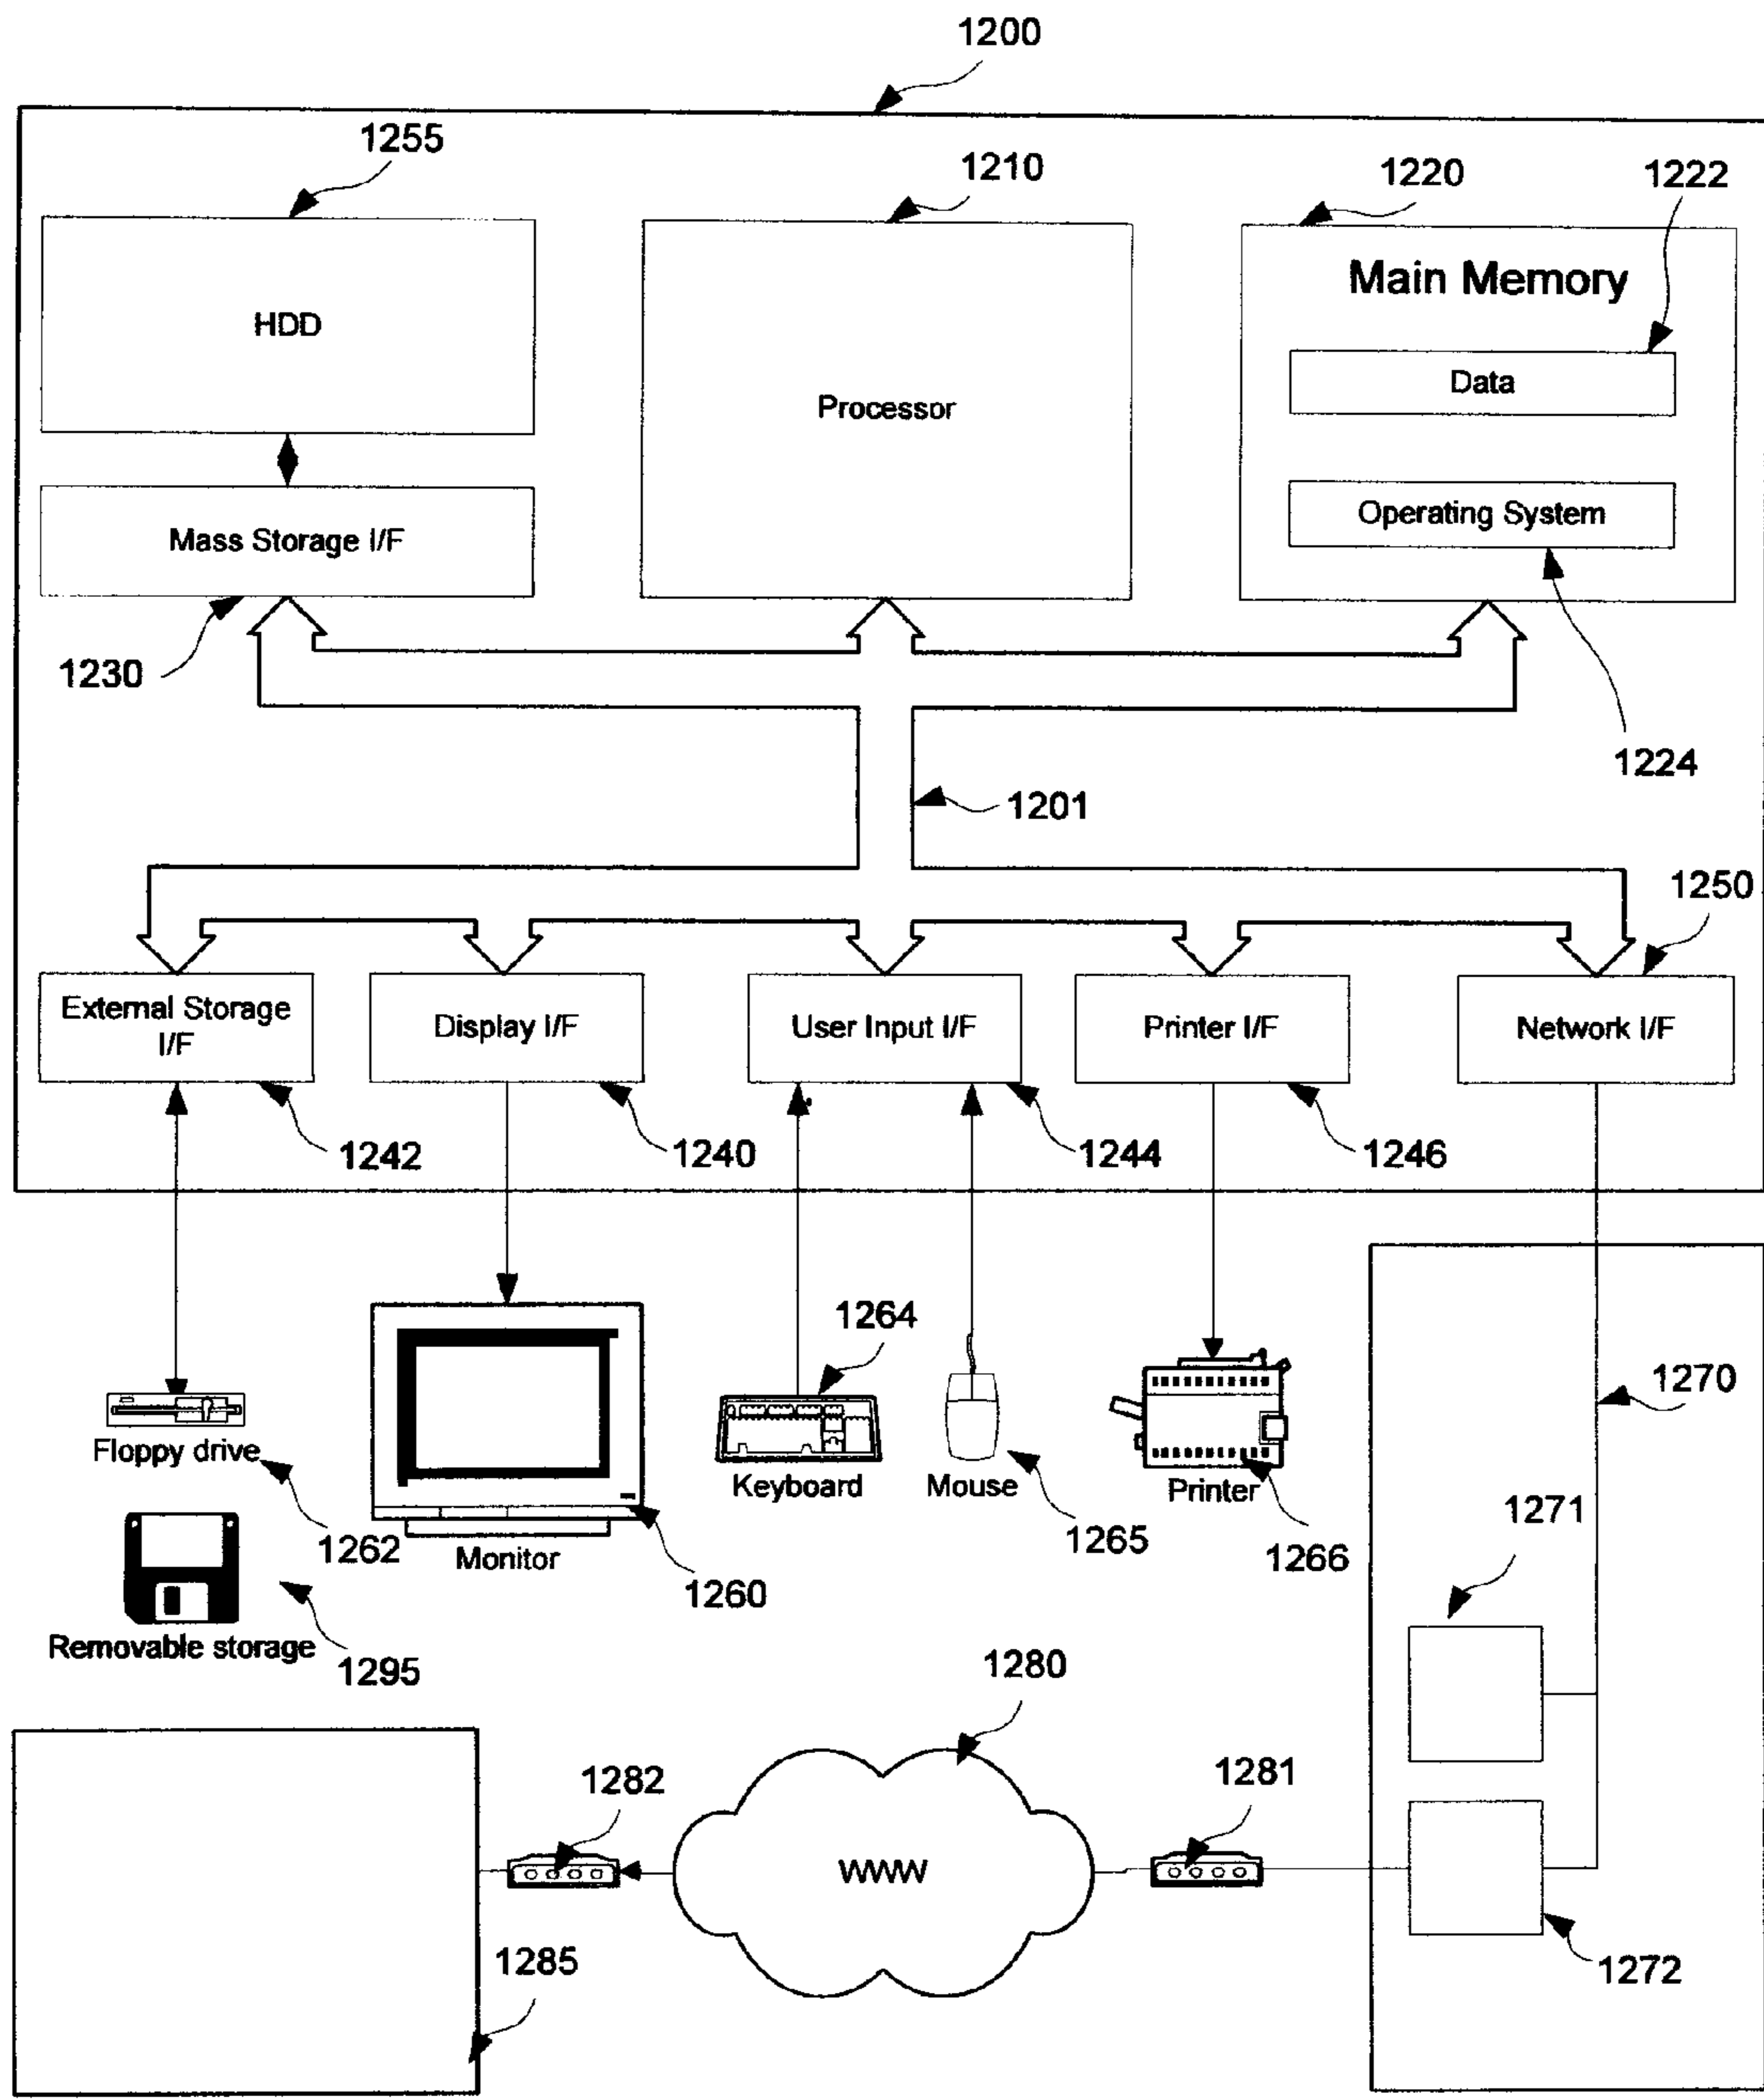 1200
1255
1210
1220
1222
Main Memory
HDD
Data
Processor
Operating System
Mass Storage I/F
1230
1224
1201
1250
External Storage
I/F
Display I/F
User Input I/F
Printer I/F
Network I/F
1242
1240
1244
1246
1264
1270
Floppy drive
Keyboard
Mouse
Printer
1271
1262
Monitor
1260
1265
1266
Removable storage
1295
1280
1282
1281
WWW
1285
1272